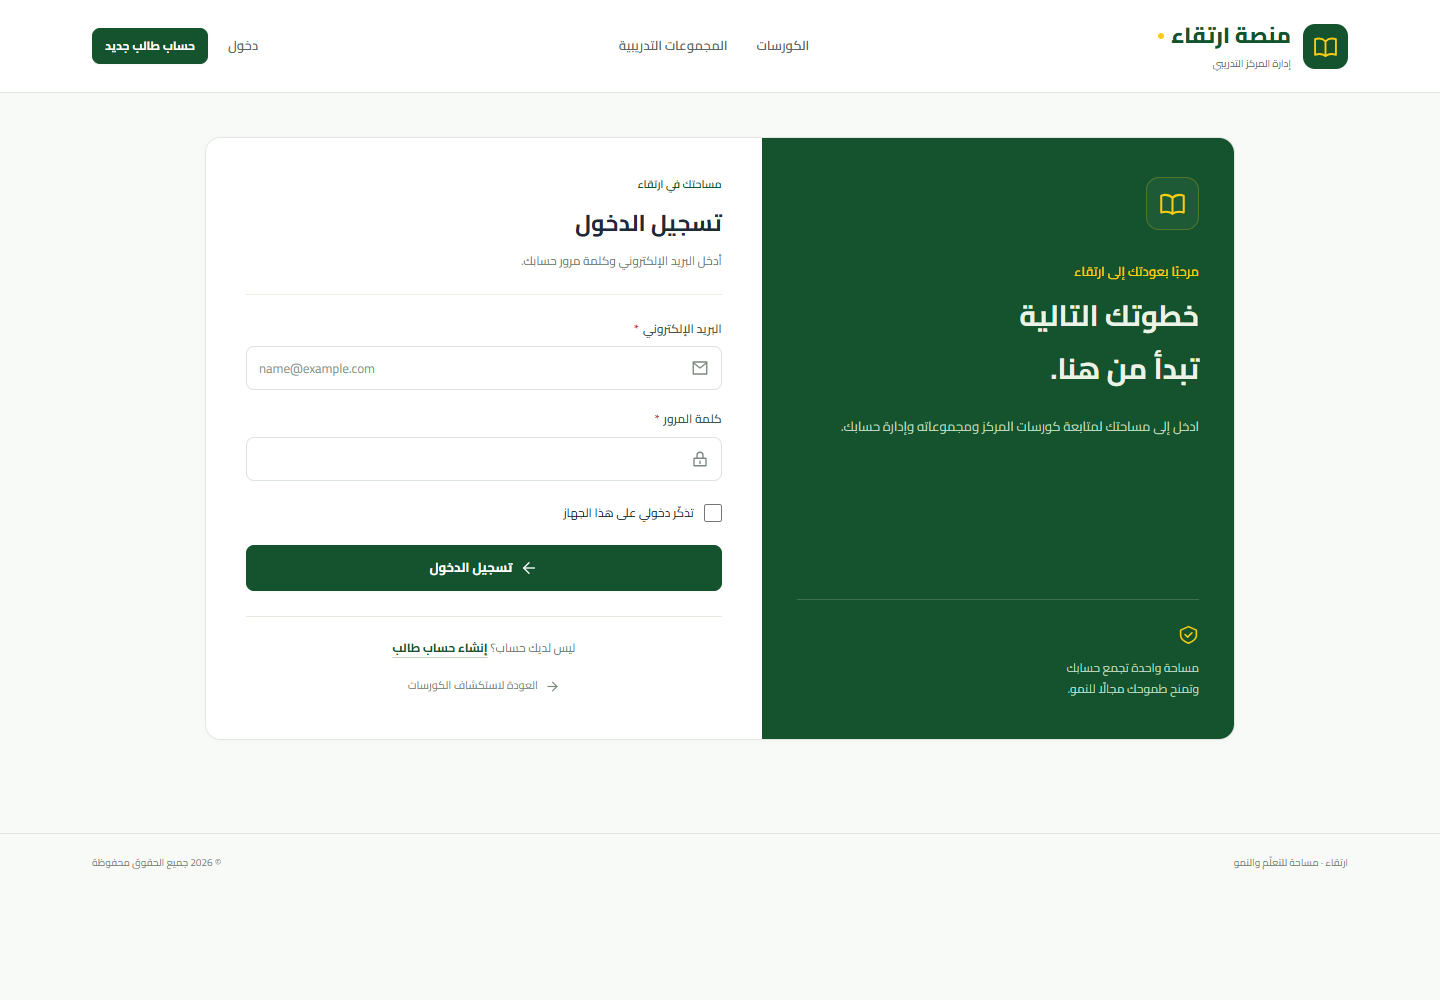 منصة ارتقاء
إدارة المركز التدريبي
الكورسات
المجموعات التدريبية
دخول
حساب طالب جديد
مرحبًا بعودتك إلى ارتقاء
خطوتك التالية
تبدأ من هنا.
ادخل إلى مساحتك لمتابعة كورسات المركز ومجموعاته وإدارة حسابك.
مساحة واحدة تجمع حسابك
وتمنح طموحك مجالًا للنمو.
مساحتك في ارتقاء
تسجيل الدخول
أدخل البريد الإلكتروني وكلمة مرور حسابك.
البريد الإلكتروني *
name@example.com
كلمة المرور *
تذكّر دخولي على هذا الجهاز
تسجيل الدخول
ليس لديك حساب؟ إنشاء حساب طالب
العودة لاستكشاف الكورسات
ارتقاء · مساحة للتعلّم والنمو
© 2026 جميع الحقوق محفوظة